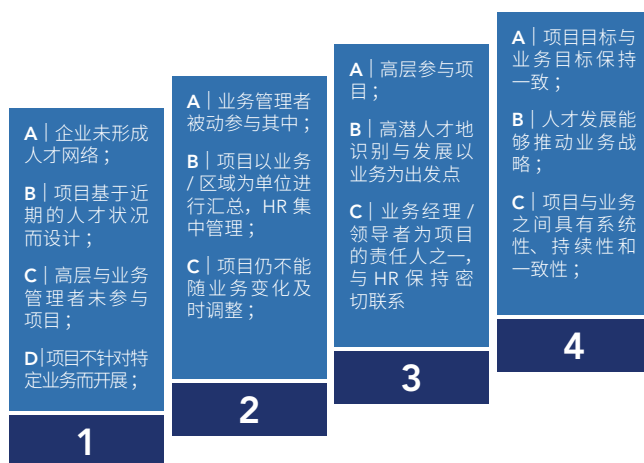 A｜企业未形成
人才网络；
B｜项目基于近
期的人才状况
而设计；
C｜高层与业务
管理者未参与
项目；
D|项目不针对特
定业务而开展；
1
A｜业务管理者
被动参与其中；
B｜项目以业务
/ 区域为单位进
行汇总，HR 集
中管理；
C｜项目仍不能
随业务变化及
时调整；
2
A｜高层参与项
目；
B｜高潜人才地
识别与发展以
业务为出发点
C｜业务经理 /
领导者为项目
的责任人之一，
与 HR 保持密
切联系
3
A｜项目目标与
业务目标保持
一致；
B｜人才发展能
够推动业务战
略；
C｜项目与业务
之间具有系统
性、持续性和
一致性；
4